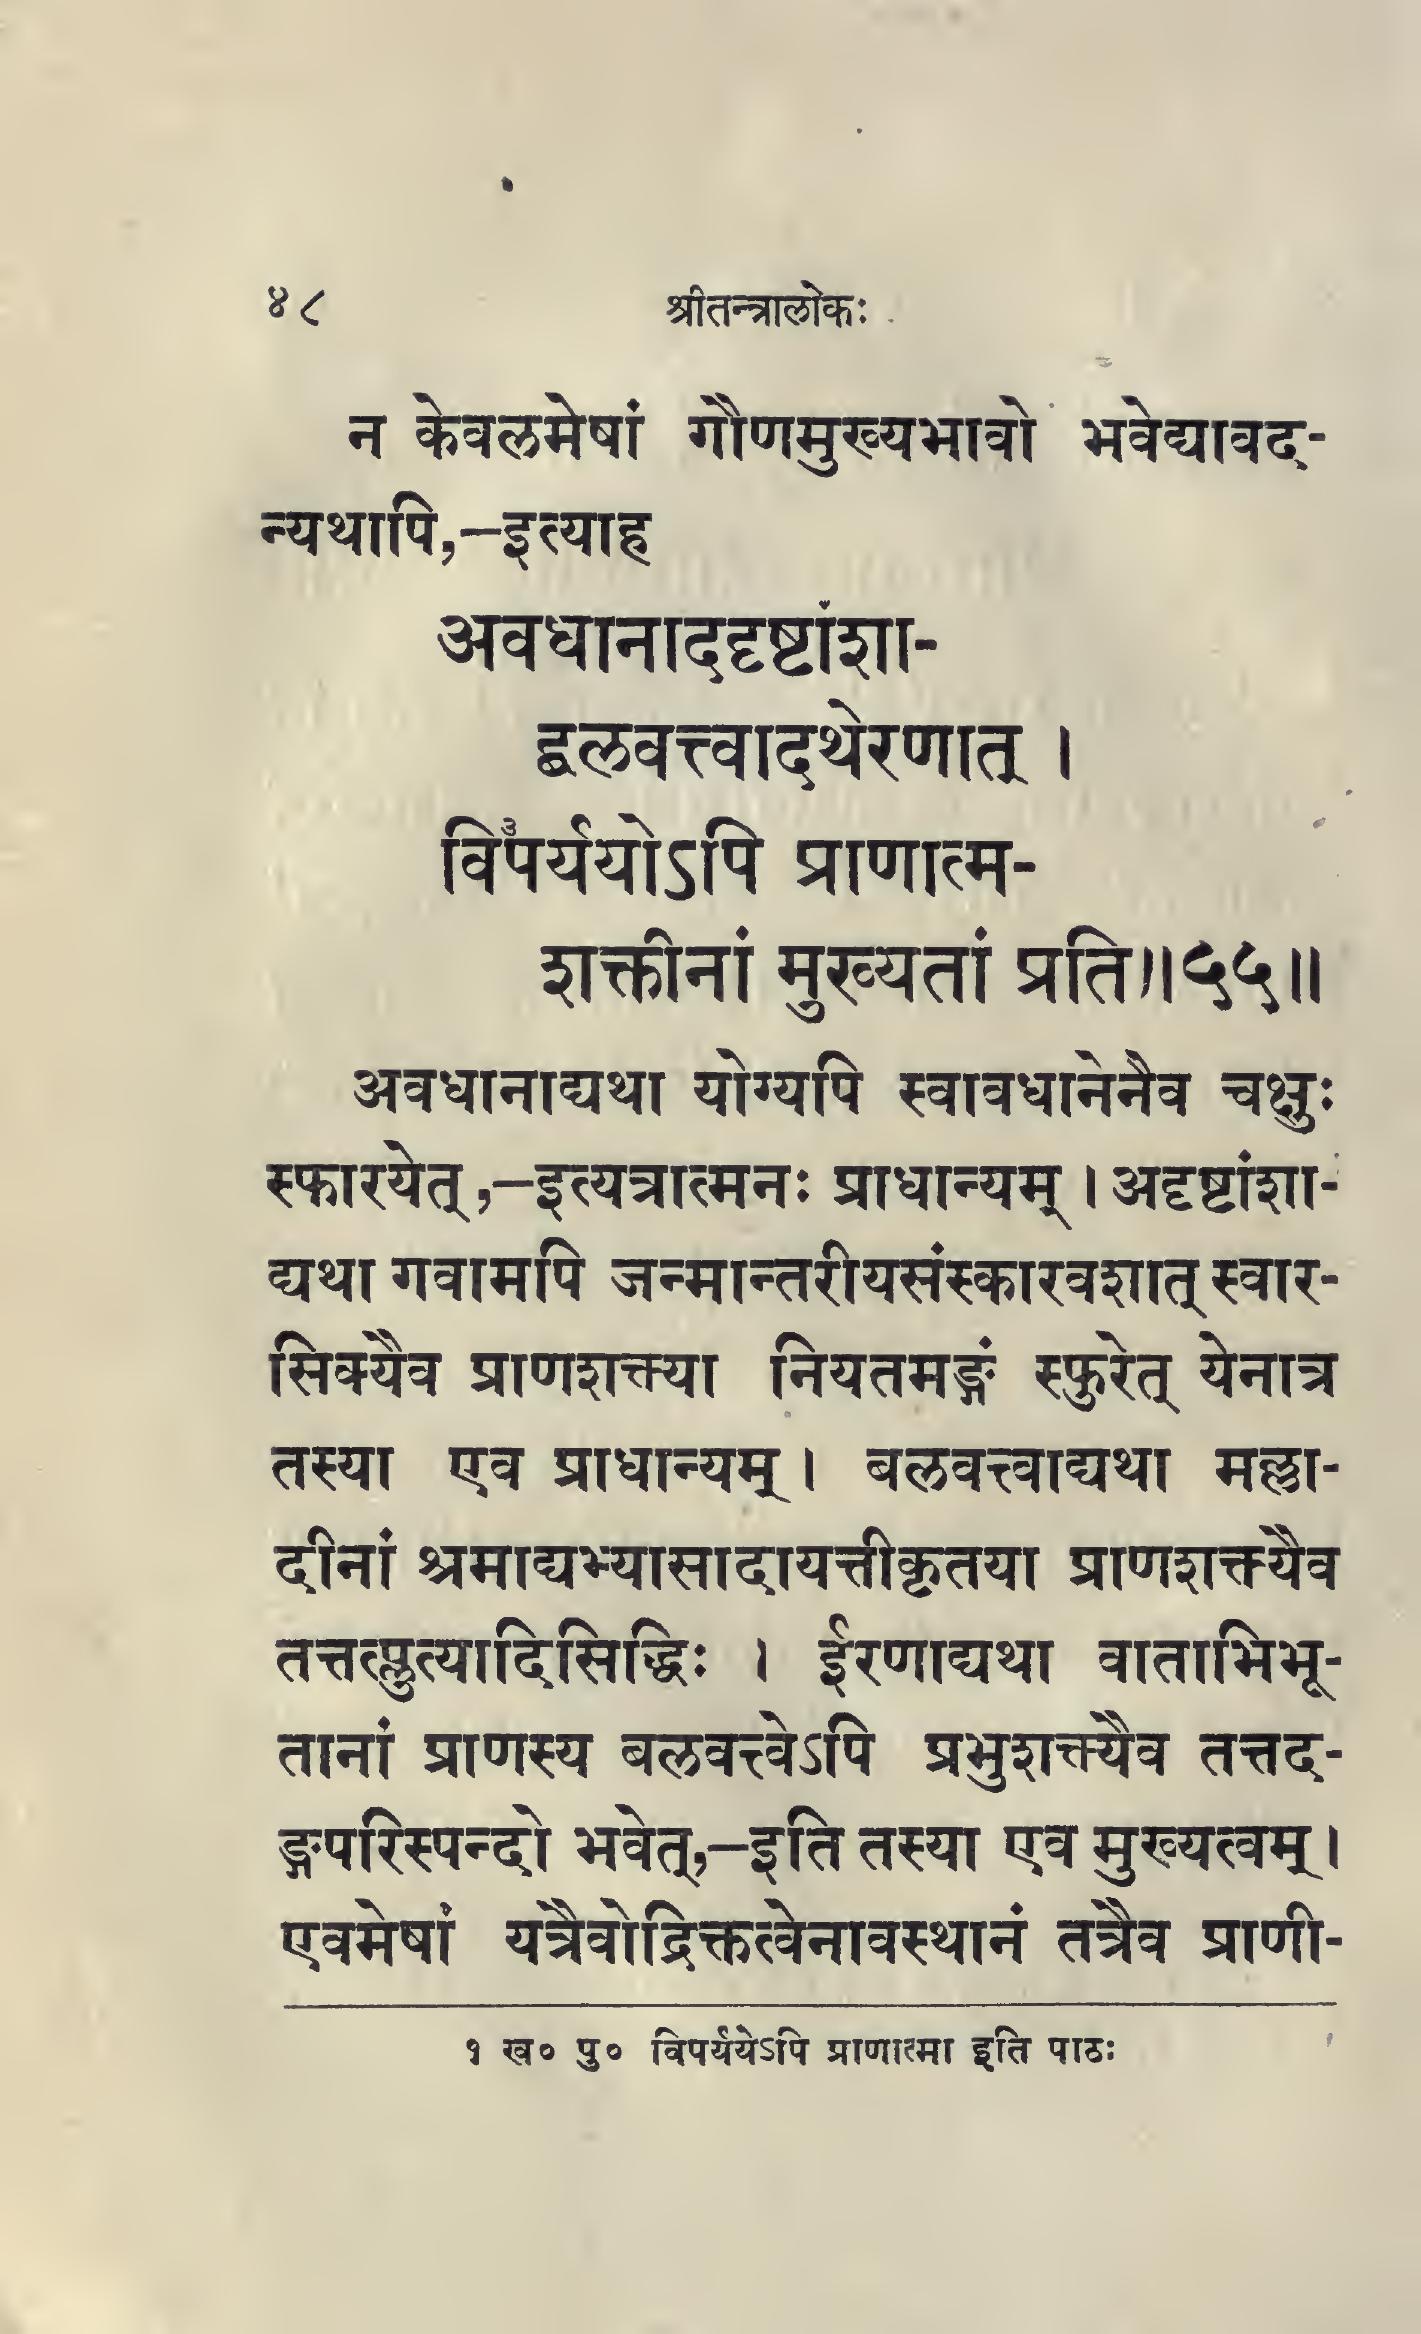 ४८ श्रीतन्त्रालोकः
न केवलमेषां गौणमुख्यभावो भवेद्यावद-
न्यथापि,—इत्याह
अवधानाददृष्टांशा-
द्बलवत्त्वादथेरणात् ।
विप१र्ययोऽपि प्राणात्म-
शक्तीनां मुख्यतां प्रति॥५५॥
अवधानाद्यथा योग्यपि स्वावधानेनैव चक्षुः
स्फारयेत्,—इत्यत्रात्मनः प्राधान्यम् । अदृष्टांशा-
द्यथा गवामपि जन्मान्तरीयसंस्कारवशात् स्वार-
सिक्यैव प्राणशक्त्या नियतमङ्गं स्फुरेत् येनात्र
तस्या एव प्राधान्यम् । बलवत्त्वाद्यथा मल्ला-
दीनां श्रमाद्यभ्यासादायत्तीकृतया प्राणशक्त्यैव
तत्तत्प्लुत्यादिसिद्धिः । ईरणाद्यथा वाताभिभू-
तानां प्राणस्य बलवत्त्वेऽपि प्रभुशक्त्यैव तत्तद-
ङ्गपरिस्पन्दो भवेत्,—इति तस्या एव मुख्यत्वम् ।
एवमेषां यत्रैवोद्रिक्तत्वेनावस्थानं तत्रैव प्राणी-
१ ख० पु० विपर्ययेऽपि प्राणात्मा इति पाठः